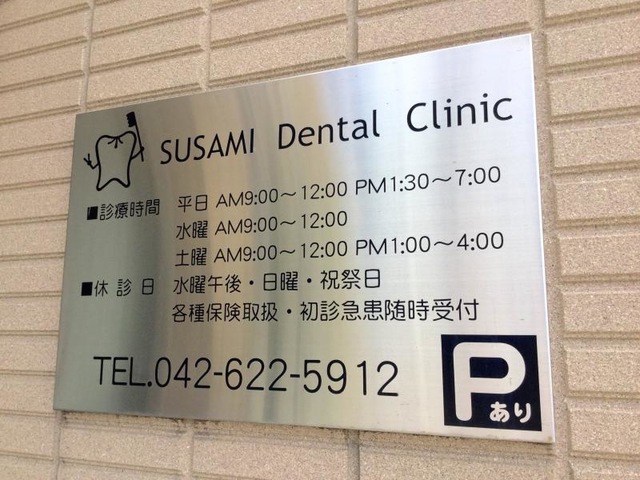 SUSAMI Dental Clinic
■診療時間 平日 AM9:00～12:00 PM1:30～7:00
水曜 AM9:00～12:00
土曜 AM9:00～12:00 PM1:00～4:00
■休診日 水曜午後・日曜・祝祭日
各種保険取扱・初診急患随時受付
TEL.042-622-5912
P
あり